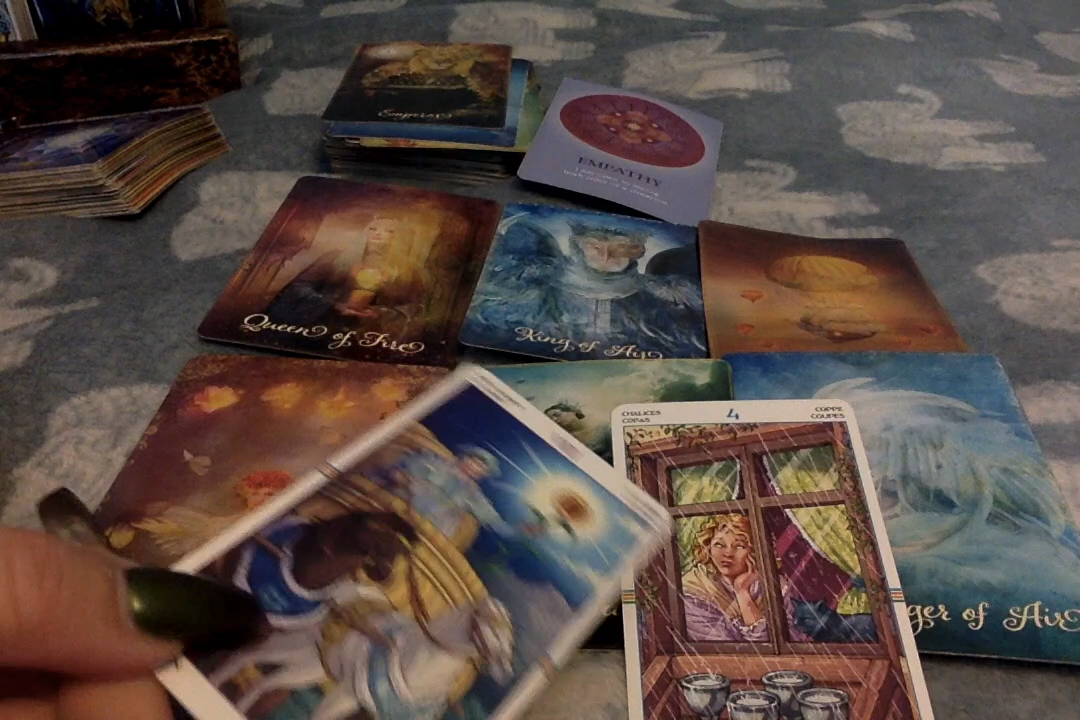 Empress
EMPATHY
Queen of Fire
King of Air
CHALICES
COPAS
4
COPPE
COUPES
ger of Air